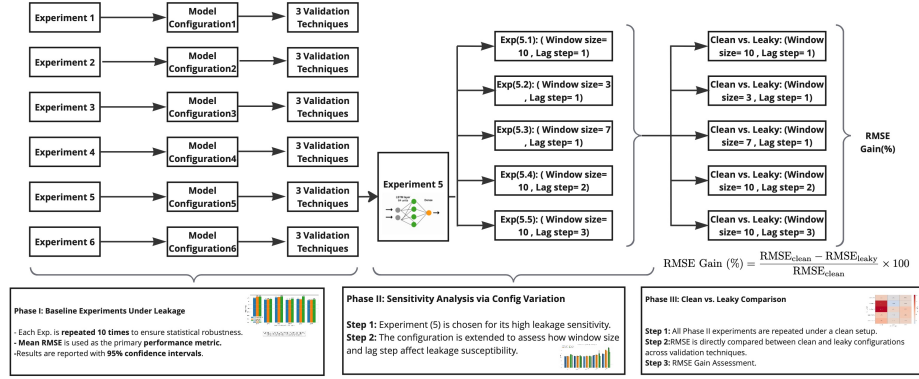 Experiment 1
Model
Configuration1
3 Validation
Techniques
Experiment 2
Model
Configuration2
3 Validation
Techniques
Experiment 3
Model
Configuration3
3 Validation
Techniques
Experiment 4
Model
Configuration4
3 Validation
Techniques
Experiment 5
Model
Configuration5
3 Validation
Techniques
Experiment 6
Model
Configuration6
3 Validation
Techniques
Experiment 5
Exp(5.1): ( Window size=
10 , Lag step= 1)
Exp(5.2): ( Window size= 3
, Lag step= 1)
Exp(5.3): ( Window size= 7
, Lag step= 1)
Exp(5.4): ( Window size=
10 , Lag step= 2)
Exp(5.5): ( Window size=
10 , Lag step= 3)
Clean vs. Leaky: (Window
size= 10 , Lag step= 1)
Clean vs. Leaky: (Window
size= 3 , Lag step= 1)
Clean vs. Leaky: (Window
size= 7 , Lag step= 1)
Clean vs. Leaky: (Window
size= 10 , Lag step= 2)
Clean vs. Leaky: (Window
size= 10 , Lag step= 3)
RMSE
Gain(%)
RMSE Gain (%) = (RMSE_clean − RMSE_leaky) / RMSE_clean × 100
Phase I: Baseline Experiments Under Leakage
- Each Exp. is repeated 10 times to ensure statistical robustness.
- Mean RMSE is used as the primary performance metric.
-Results are reported with 95% confidence intervals.
Phase II: Sensitivity Analysis via Config Variation
Step 1: Experiment (5) is chosen for its high leakage sensitivity.
Step 2: The configuration is extended to assess how window size
and lag step affect leakage susceptibility.
Phase III: Clean vs. Leaky Comparison
Step 1: All Phase II experiments are repeated under a clean setup.
Step 2:RMSE is directly compared between clean and leaky configurations
across validation techniques.
Step 3: RMSE Gain Assessment.